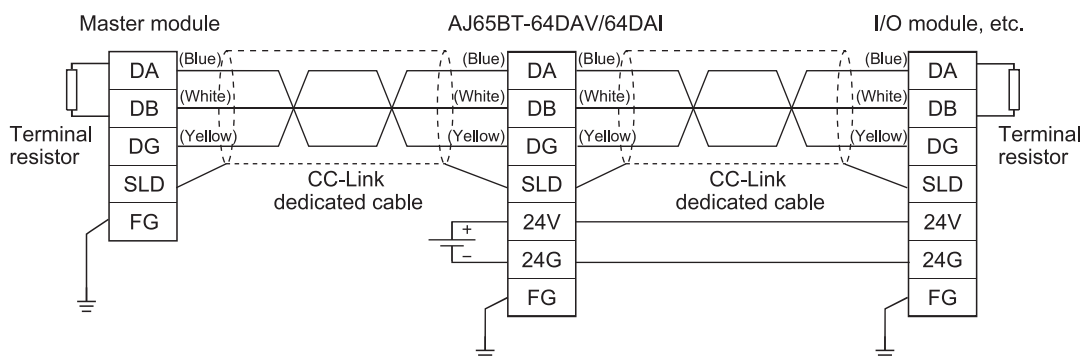 Master module
AJ65BT-64DAV/64DAI
I/O module, etc.
DA
(Blue)
(Blue)
DA
(Blue)
(Blue)
DA
DB
(White)
(White)
DB
(White)
(White)
DB
Terminal
resistor
DG
(Yellow)
(Yellow)
DG
(Yellow)
(Yellow)
DG
Terminal
resistor
SLD
CC-Link
dedicated cable
SLD
CC-Link
dedicated cable
SLD
FG
+
24V
24V
−
24G
24G
FG
FG